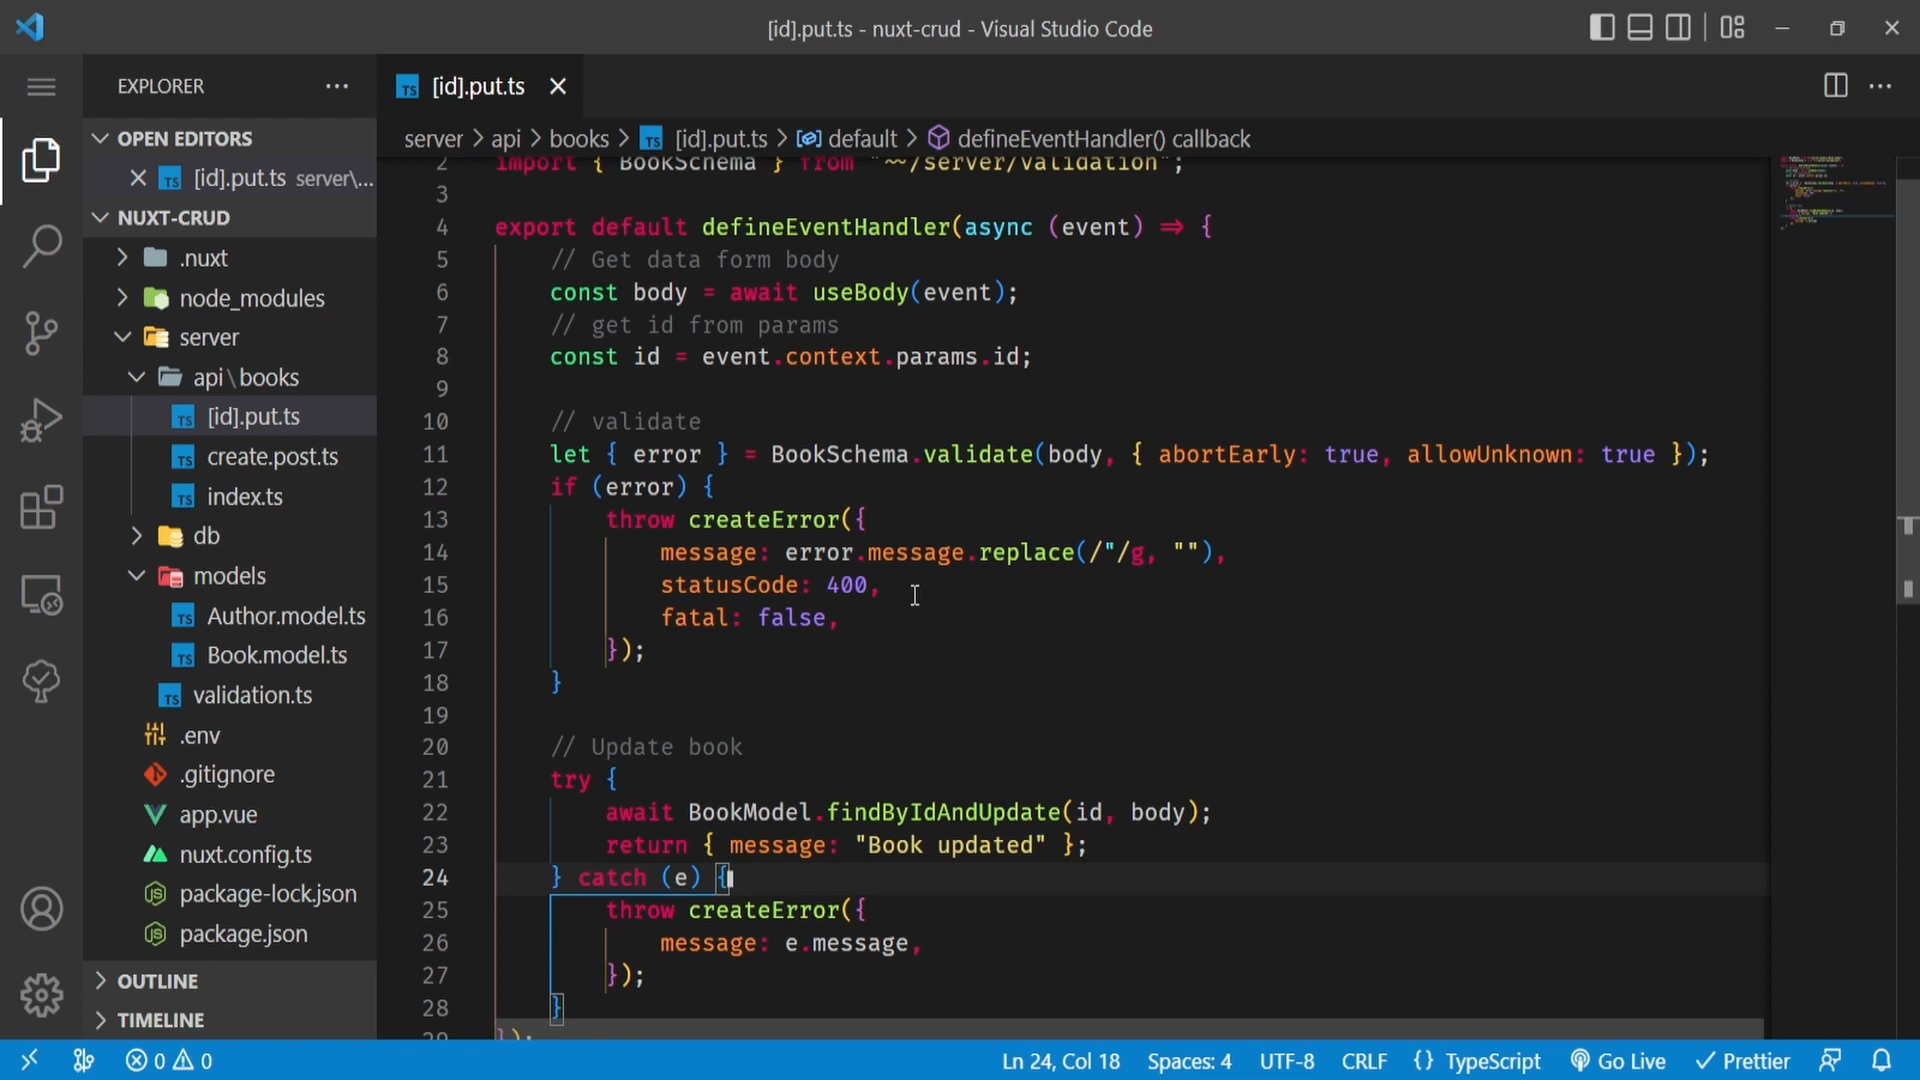 [id].put.ts - nuxt-crud - Visual Studio Code
EXPLORER
OPEN EDITORS
[id].put.ts server\...
NUXT-CRUD
.nuxt
node_modules
server
api\books
[id].put.ts
create.post.ts
index.ts
db
models
Author.model.ts
Book.model.ts
validation.ts
.env
.gitignore
app.vue
nuxt.config.ts
package-lock.json
package.json
OUTLINE
TIMELINE
[id].put.ts
server > api > books > [id].put.ts > default > defineEventHandler() callback
2 import { BookSchema } from "~~/server/validation";
3
4 export default defineEventHandler(async (event) => {
5 // Get data form body
6 const body = await useBody(event);
7 // get id from params
8 const id = event.context.params.id;
9
10 // validate
11 let { error } = BookSchema.validate(body, { abortEarly: true, allowUnknown: true });
12 if (error) {
13 throw createError({
14 message: error.message.replace(/"/g, ""),
15 statusCode: 400,
16 fatal: false,
17 });
18 }
19
20 // Update book
21 try {
22 await BookModel.findByIdAndUpdate(id, body);
23 return { message: "Book updated" };
24 } catch (e) {
25 throw createError({
26 message: e.message,
27 });
28 }
29 });
0 0
Ln 24, Col 18 Spaces: 4 UTF-8 CRLF {} TypeScript Go Live Prettier